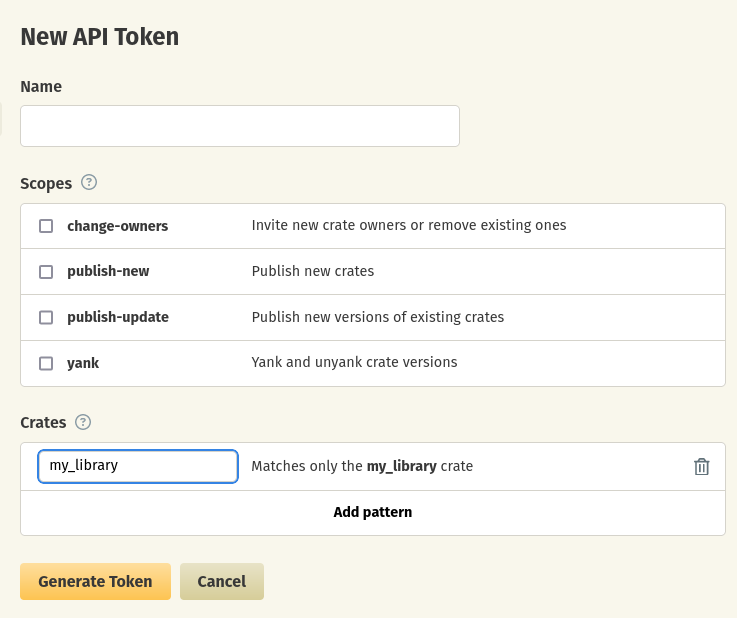 New API Token
Name
Scopes ?
change-owners Invite new crate owners or remove existing ones
publish-new Publish new crates
publish-update Publish new versions of existing crates
yank Yank and unyank crate versions
Crates ?
my_library Matches only the my_library crate
Add pattern
Generate Token Cancel